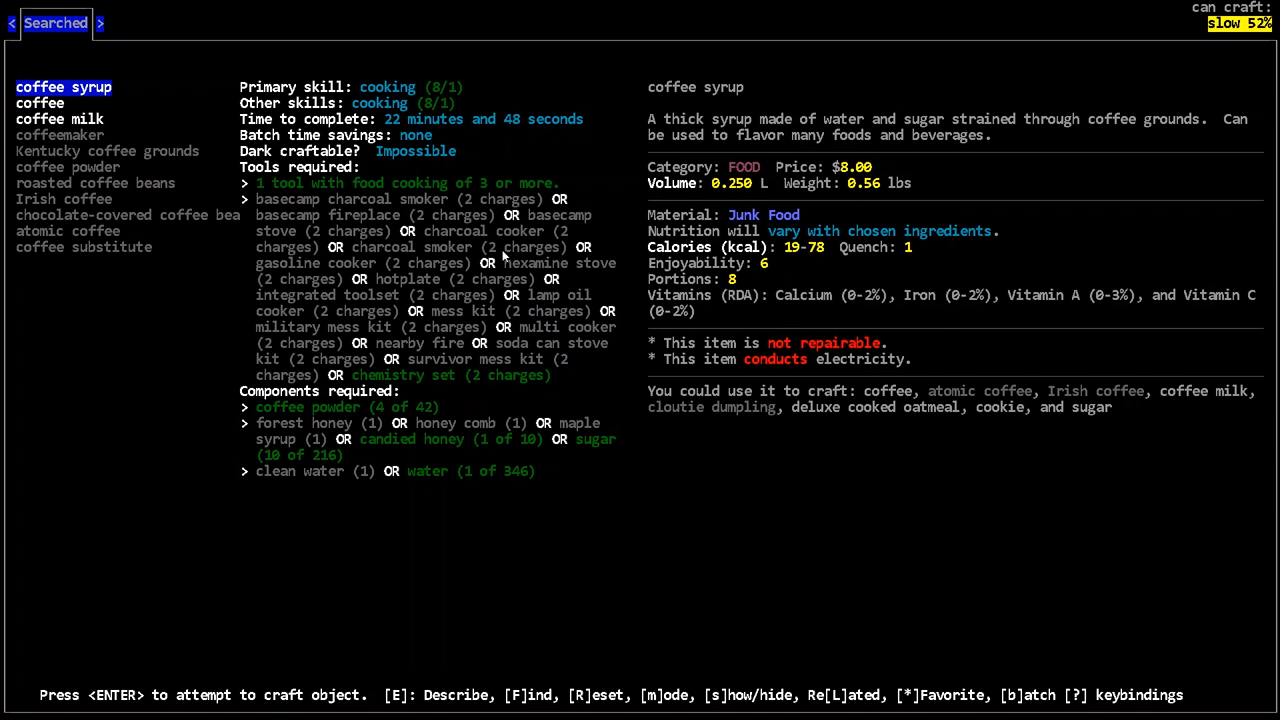 can craft:
< Searched >
slow 52%
coffee syrup
coffee
coffee milk
coffeemaker
Kentucky coffee grounds
coffee powder
roasted coffee beans
Irish coffee
chocolate-covered coffee bea
atomic coffee
coffee substitute
Primary skill: cooking (8/1)
Other skills: cooking (8/1)
Time to complete: 22 minutes and 48 seconds
Batch time savings: none
Dark craftable? Impossible
Tools required:
> 1 tool with food cooking of 3 or more.
> basecamp charcoal smoker (2 charges) OR
basecamp fireplace (2 charges) OR basecamp
stove (2 charges) OR charcoal cooker (2
charges) OR charcoal smoker (2 charges) OR
gasoline cooker (2 charges) OR hexamine stove
(2 charges) OR hotplate (2 charges) OR
integrated toolset (2 charges) OR lamp oil
cooker (2 charges) OR mess kit (2 charges) OR
military mess kit (2 charges) OR multi cooker
(2 charges) OR nearby fire OR soda can stove
kit (2 charges) OR survivor mess kit (2
charges) OR chemistry set (2 charges)
Components required:
> coffee powder (4 of 42)
> forest honey (1) OR honey comb (1) OR maple
syrup (1) OR candied honey (1 of 10) OR sugar
(10 of 216)
> clean water (1) OR water (1 of 346)
coffee syrup
A thick syrup made of water and sugar strained through coffee grounds. Can
be used to flavor many foods and beverages.
Category: FOOD Price: $8.00
Volume: 0.250 L Weight: 0.56 lbs
Material: Junk Food
Nutrition will vary with chosen ingredients.
Calories (kcal): 19-78 Quench: 1
Enjoyability: 6
Portions: 8
Vitamins (RDA): Calcium (0-2%), Iron (0-2%), Vitamin A (0-3%), and Vitamin C
(0-2%)
* This item is not repairable.
* This item conducts electricity.
You could use it to craft: coffee, atomic coffee, Irish coffee, coffee milk,
cloutie dumpling, deluxe cooked oatmeal, cookie, and sugar
Press <ENTER> to attempt to craft object. [E]: Describe, [F]ind, [R]eset, [m]ode, [s]how/hide, Re[L]ated, [*]Favorite, [b]atch [?] keybindings